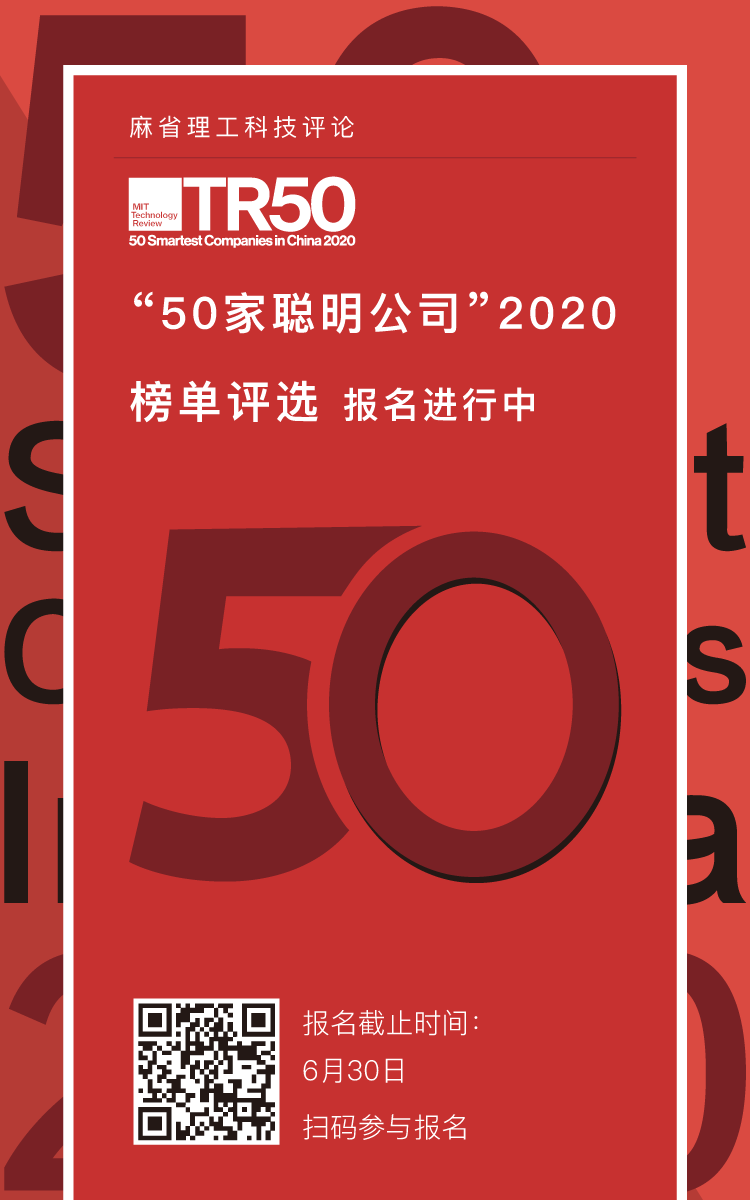 麻省理工科技评论
MIT
Technology
Review
TR50
50 Smartest Companies in China 2020
“50家聪明公司”2020
榜单评选 报名进行中
50
报名截止时间：
6月30日
扫码参与报名